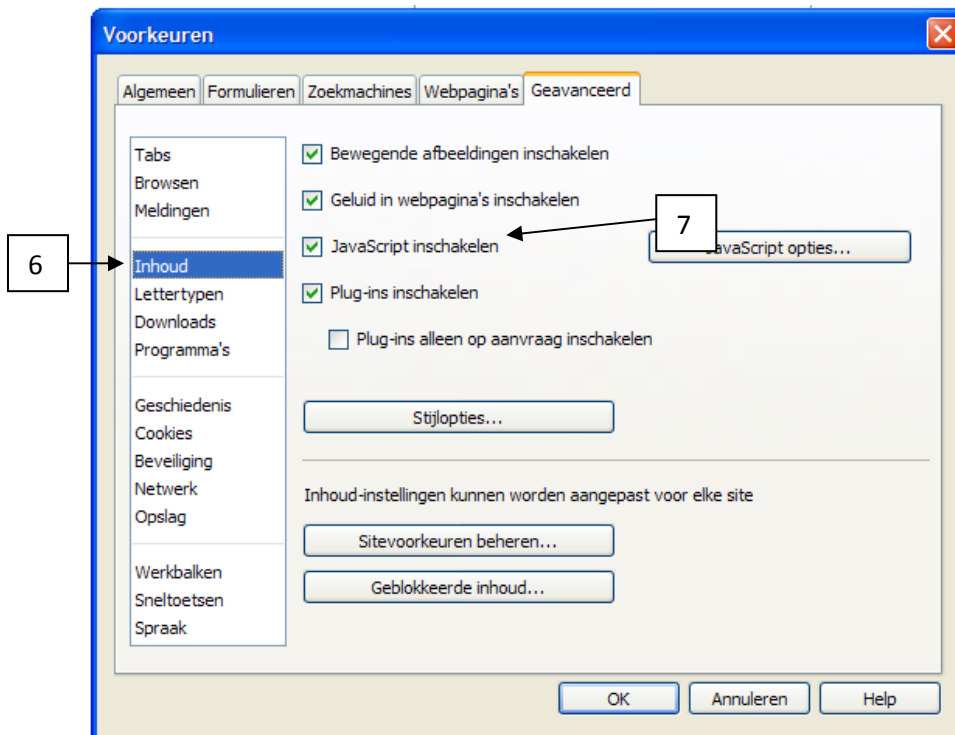 Voorkeuren
Algemeen Formulieren Zoekmachines Webpagina's Geavanceerd
Tabs
Browsen
Meldingen
Inhoud
Lettertypen
Downloads
Programma's
Geschiedenis
Cookies
Beveiliging
Netwerk
Opslag
Werkbalken
Sneltoetsen
Spraak
6
Bewegende afbeeldingen inschakelen
Geluid in webpagina's inschakelen
JavaScript inschakelen
7
JavaScript opties...
Plug-ins inschakelen
Plug-ins alleen op aanvraag inschakelen
Stijlopties...
Inhoud-instellingen kunnen worden aangepast voor elke site
Sitevoorkeuren beheren...
Geblokkeerde inhoud...
OK Annuleren Help